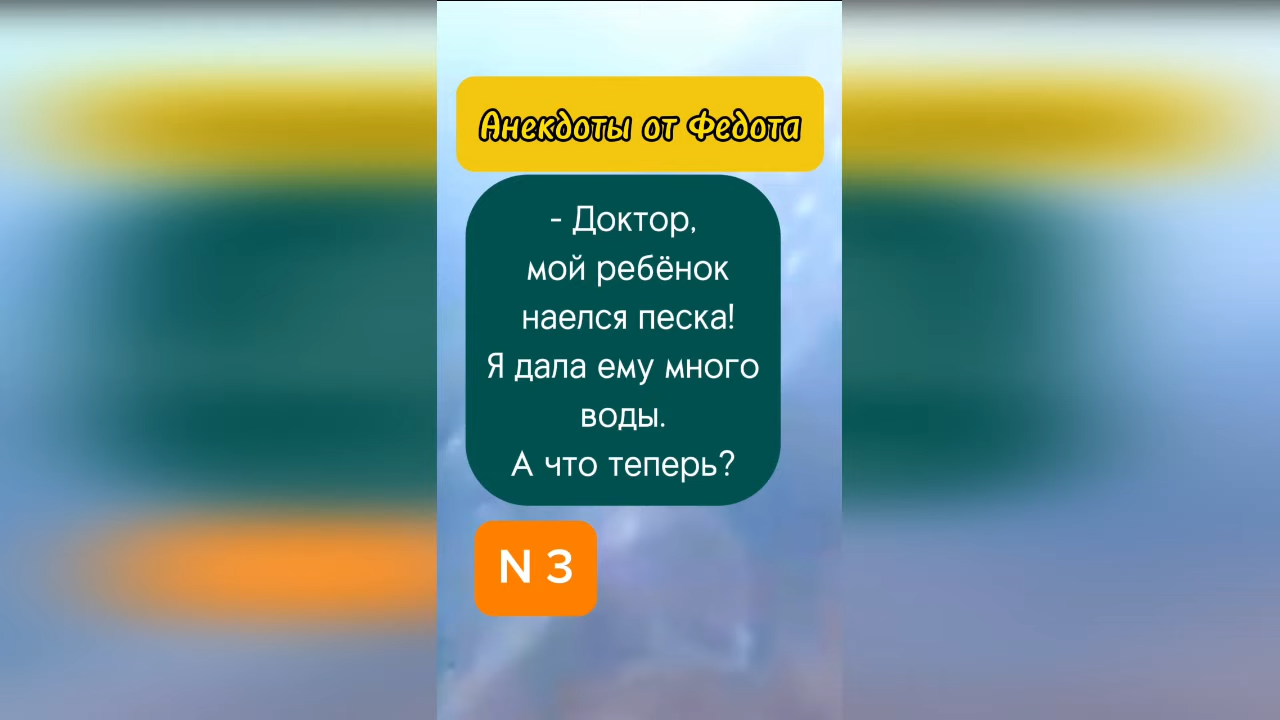 Анекдоты от Федота
- Доктор,
мой ребёнок
наелся песка!
Я дала ему много
воды.
А что теперь?
N 3